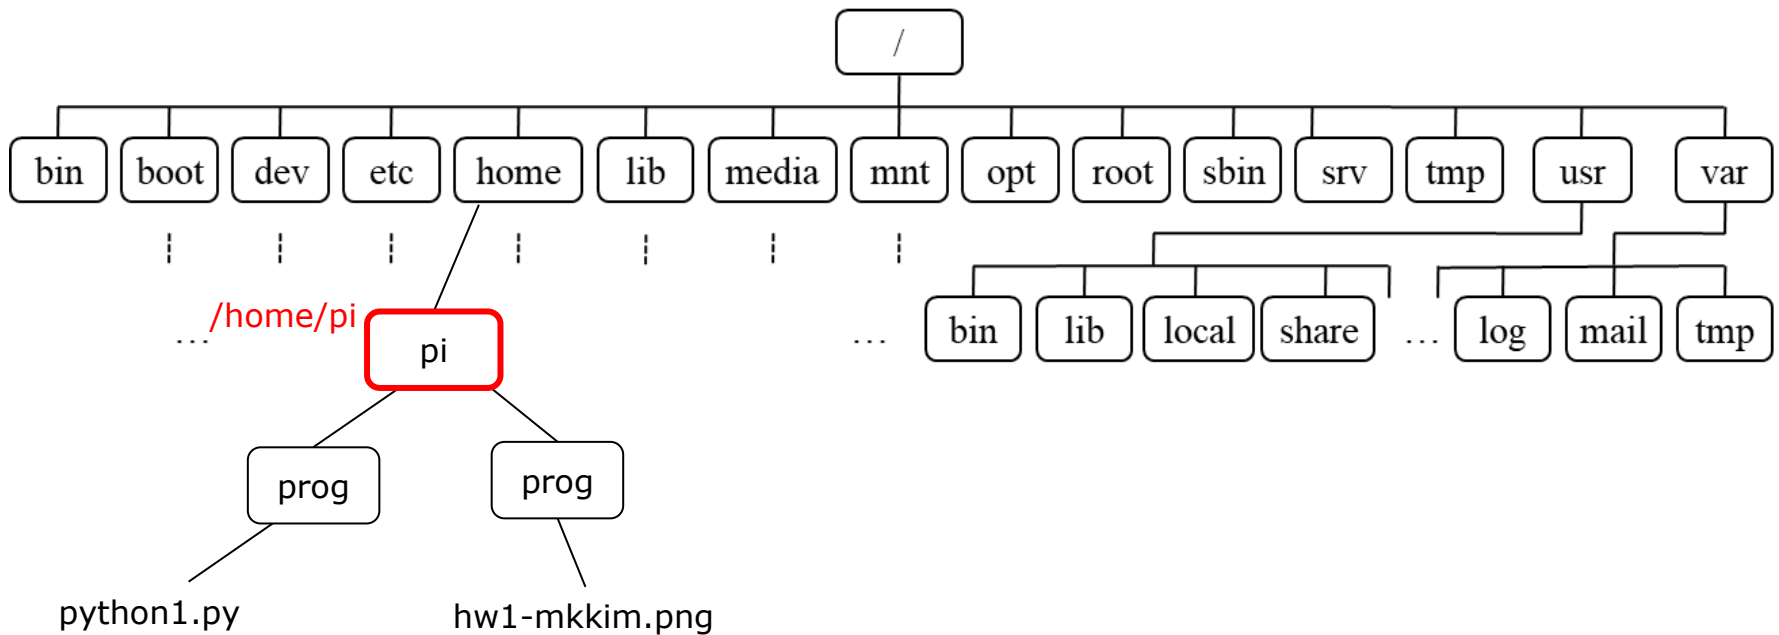 /
bin boot dev etc home lib media mnt opt root sbin srv tmp usr var
/home/pi
... pi ... bin lib local share ... log mail tmp
prog prog
python1.py hw1-mkkim.png